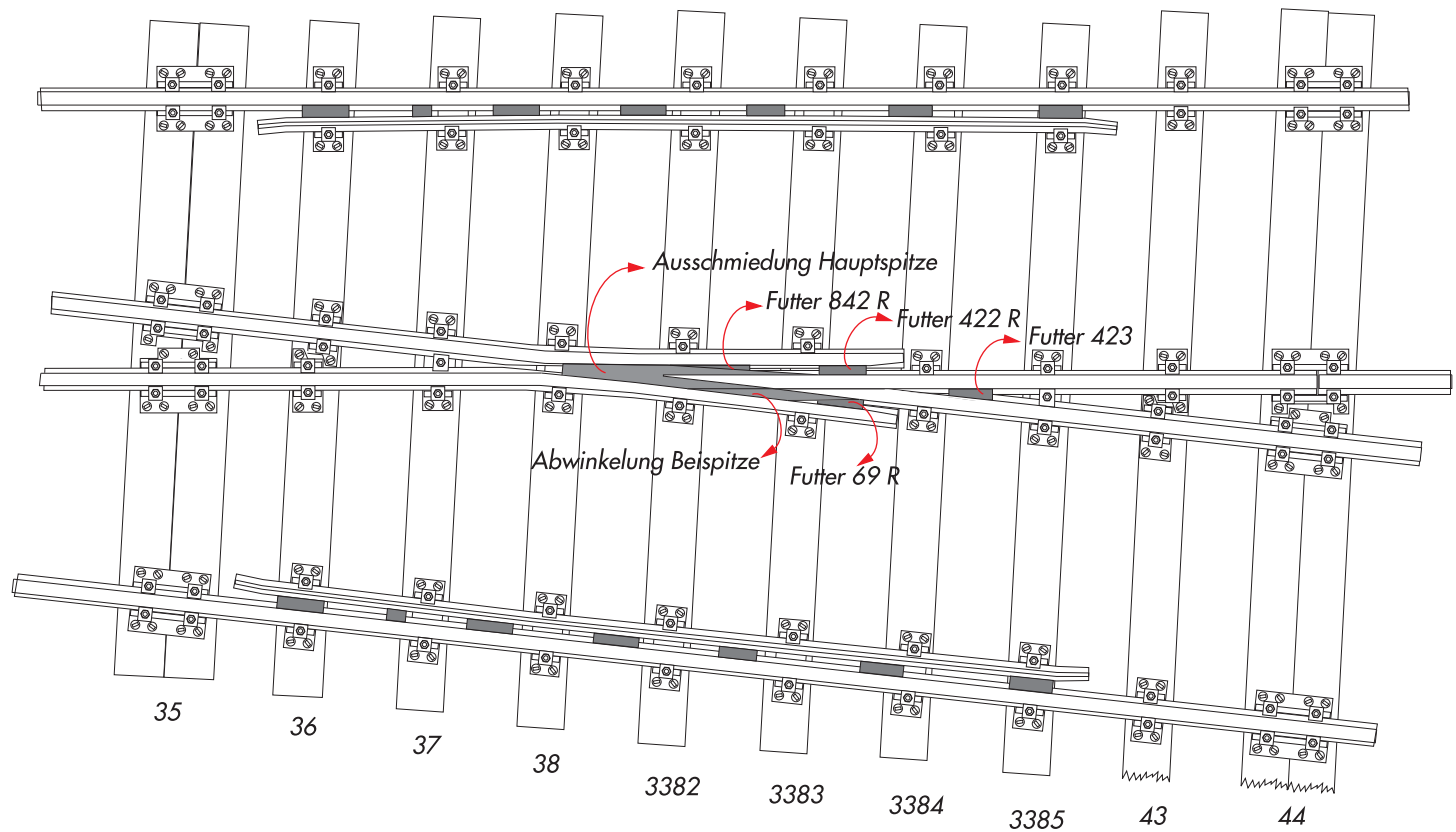 Ausschmiedung Hauptspitze
Futter 842 R
Futter 422 R
Futter 423
Abwinkelung Beispitze
Futter 69 R
35
36
37
38
3382
3383
3384
3385
43
44